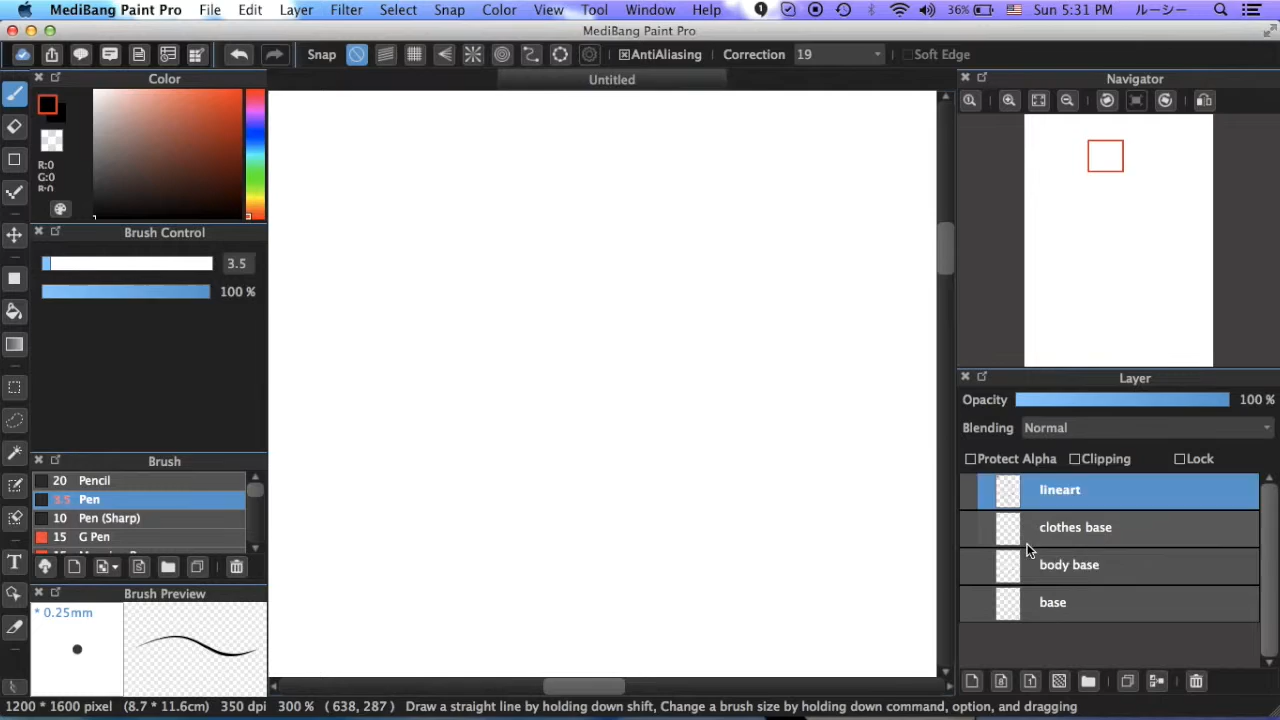 MediBang Paint Pro File Edit Layer Filter Select Snap Color View Tool Window Help 36% Sun 5:31 PM ルーシー
MediBang Paint Pro
Snap AntiAliasing Correction 19 Soft Edge
Color
Untitled
Navigator
R:0
G:0
B:0
Brush Control
3.5
100 %
Layer
Opacity 100 %
Blending Normal
Protect Alpha Clipping Lock
lineart
clothes base
body base
base
Brush
20 Pencil
3.5 Pen
10 Pen (Sharp)
15 G Pen
Brush Preview
* 0.25mm
1200 * 1600 pixel (8.7 * 11.6cm) 350 dpi 300 % ( 638, 287 ) Draw a straight line by holding down shift, Change a brush size by holding down command, option, and dragging